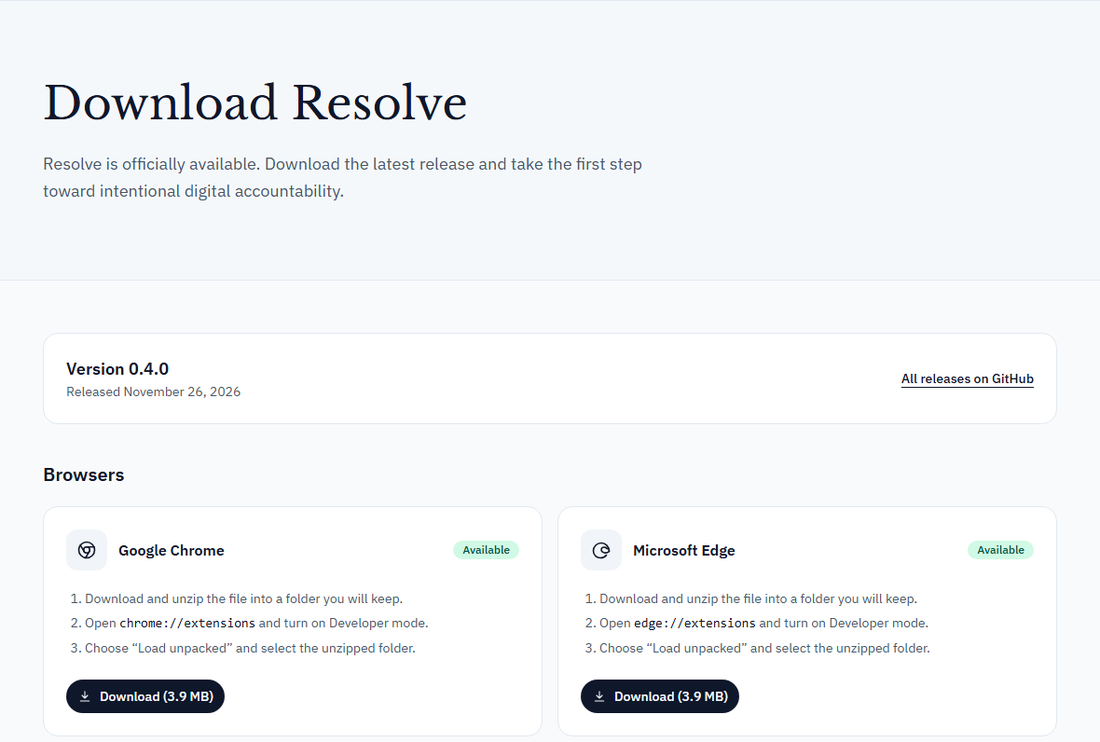 Download Resolve
Resolve is officially available. Download the latest release and take the first step
toward intentional digital accountability.
Version 0.4.0
Released November 26, 2026
All releases on GitHub
Browsers
Google Chrome
Available
1. Download and unzip the file into a folder you will keep.
2. Open chrome://extensions and turn on Developer mode.
3. Choose “Load unpacked” and select the unzipped folder.
Download (3.9 MB)
Microsoft Edge
Available
1. Download and unzip the file into a folder you will keep.
2. Open edge://extensions and turn on Developer mode.
3. Choose “Load unpacked” and select the unzipped folder.
Download (3.9 MB)